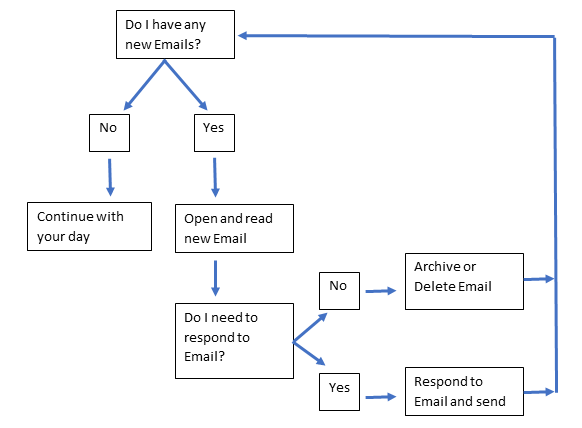 Do I have any
new Emails?
No
Yes
Continue with
your day
Open and read
new Email
Do I need to
respond to
Email?
No
Archive or
Delete Email
Yes
Respond to
Email and send